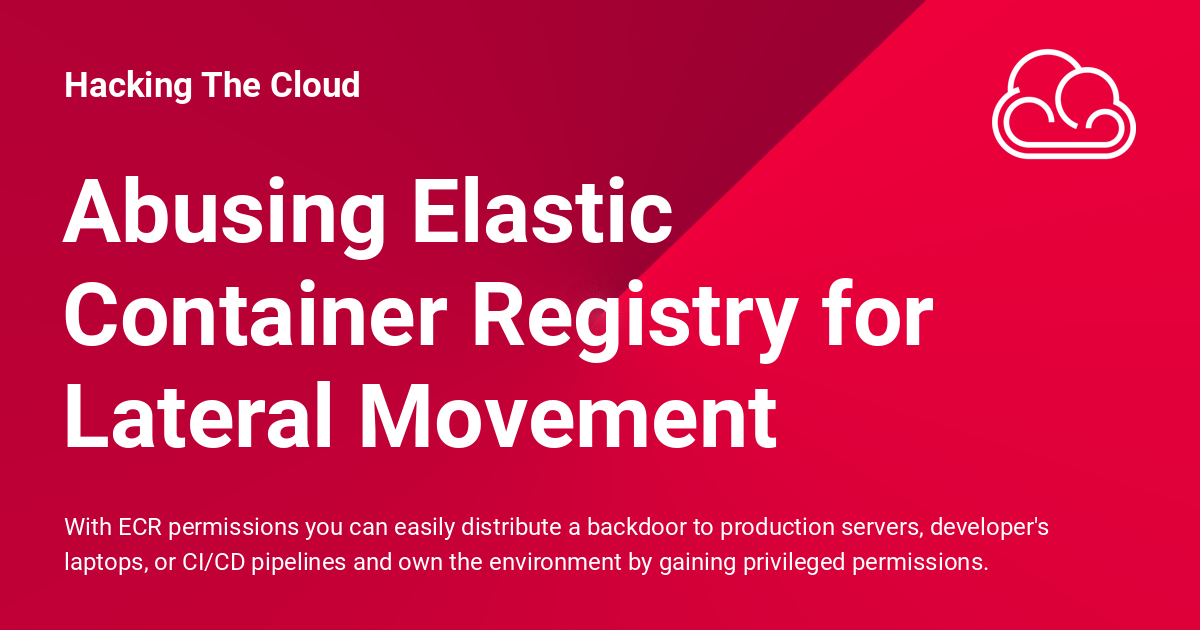 Hacking The Cloud
Abusing Elastic
Container Registry for
Lateral Movement
With ECR permissions you can easily distribute a backdoor to production servers, developer's
laptops, or CI/CD pipelines and own the environment by gaining privileged permissions.